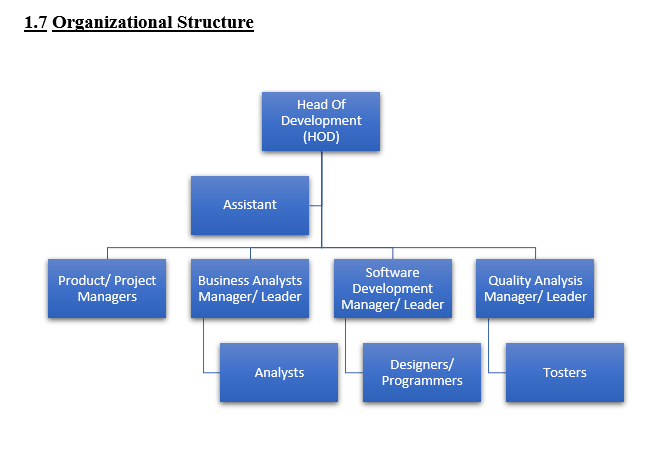 1.7 Organizational Structure
Head Of
Development
(HOD)
Assistant
Product/ Project
Managers
Business Analysts
Manager/ Leader
Software
Development
Manager/ Leader
Quality Analysis
Manager/ Leader
Analysts
Designers/
Programmers
Tosters